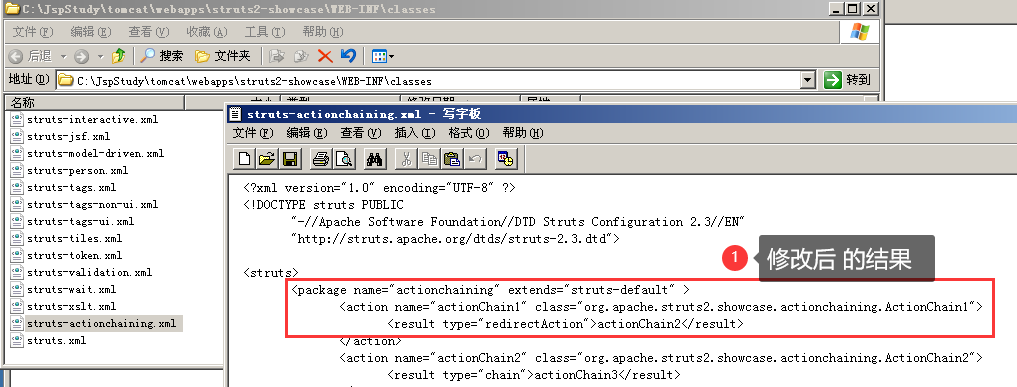 C:\JspStudy\tomcat\webapps\struts2-showcase\WEB-INF\classes
文件(F) 编辑(E) 查看(V) 收藏(A) 工具(T) 帮助(H)
后退 搜索 文件夹
地址(D) C:\JspStudy\tomcat\webapps\struts2-showcase\WEB-INF\classes 转到
名称
struts-interactive.xml
struts-jsf.xml
struts-model-driven.xml
struts-person.xml
struts-tags.xml
struts-tags-non-ui.xml
struts-tags-ui.xml
struts-tiles.xml
struts-token.xml
struts-validation.xml
struts-wait.xml
struts-xslt.xml
struts-actionchaining.xml
struts.xml
struts-actionchaining.xml - 写字板
文件(F) 编辑(E) 查看(V) 插入(I) 格式(O) 帮助(H)
<?xml version="1.0" encoding="UTF-8" ?>
<!DOCTYPE struts PUBLIC
"-//Apache Software Foundation//DTD Struts Configuration 2.3//EN"
"http://struts.apache.org/dtds/struts-2.3.dtd">
<struts>
1 修改后 的结果
<package name="actionchaining" extends="struts-default" >
<action name="actionChain1" class="org.apache.struts2.showcase.actionchaining.ActionChain1">
<result type="redirectAction">actionChain2</result>
</action>
<action name="actionChain2" class="org.apache.struts2.showcase.actionchaining.ActionChain2">
<result type="chain">actionChain3</result>